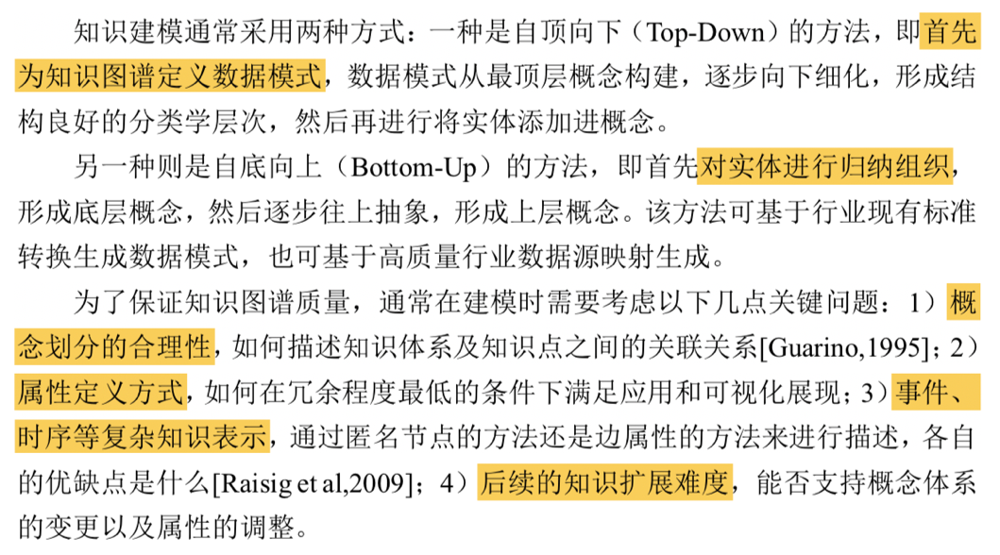 知识建模通常采用两种方式：一种是自顶向下（Top-Down）的方法，即首先
为知识图谱定义数据模式，数据模式从最顶层概念构建，逐步向下细化，形成结
构良好的分类学层次，然后再进行将实体添加进概念。
另一种则是自底向上（Bottom-Up）的方法，即首先对实体进行归纳组织，
形成底层概念，然后逐步往上抽象，形成上层概念。该方法可基于行业现有标准
转换生成数据模式，也可基于高质量行业数据源映射生成。
为了保证知识图谱质量，通常在建模时需要考虑以下几点关键问题：1）概
念划分的合理性，如何描述知识体系及知识点之间的关联关系[Guarino,1995]；2）
属性定义方式，如何在冗余程度最低的条件下满足应用和可视化展现；3）事件、
时序等复杂知识表示，通过匿名节点的方法还是边属性的方法来进行描述，各自
的优缺点是什么[Raisig et al,2009]；4）后续的知识扩展难度，能否支持概念体系
的变更以及属性的调整。